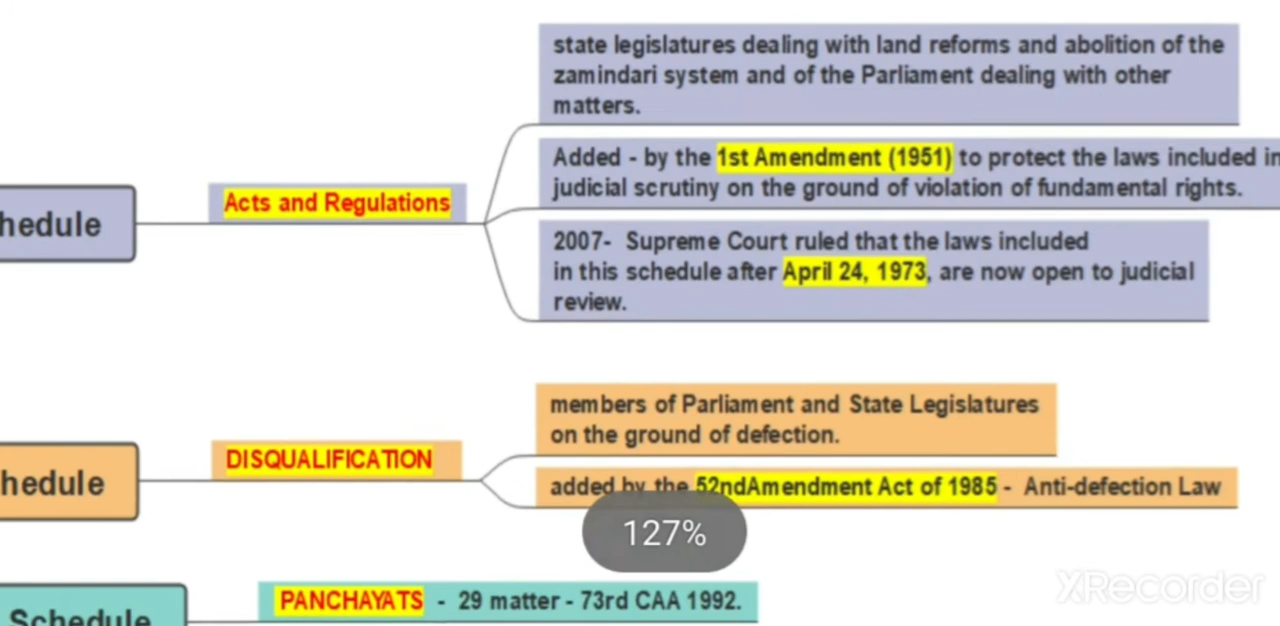 state legislatures dealing with land reforms and abolition of the
zamindari system and of the Parliament dealing with other
matters.
Added - by the 1st Amendment (1951) to protect the laws included in
judicial scrutiny on the ground of violation of fundamental rights.
hedule
Acts and Regulations
2007- Supreme Court ruled that the laws included
in this schedule after April 24, 1973, are now open to judicial
review.
members of Parliament and State Legislatures
on the ground of defection.
hedule
DISQUALIFICATION
added by the 52ndAmendment Act of 1985 - Anti-defection Law
127%
XRecorder
Schedule
PANCHAYATS - 29 matter - 73rd CAA 1992.